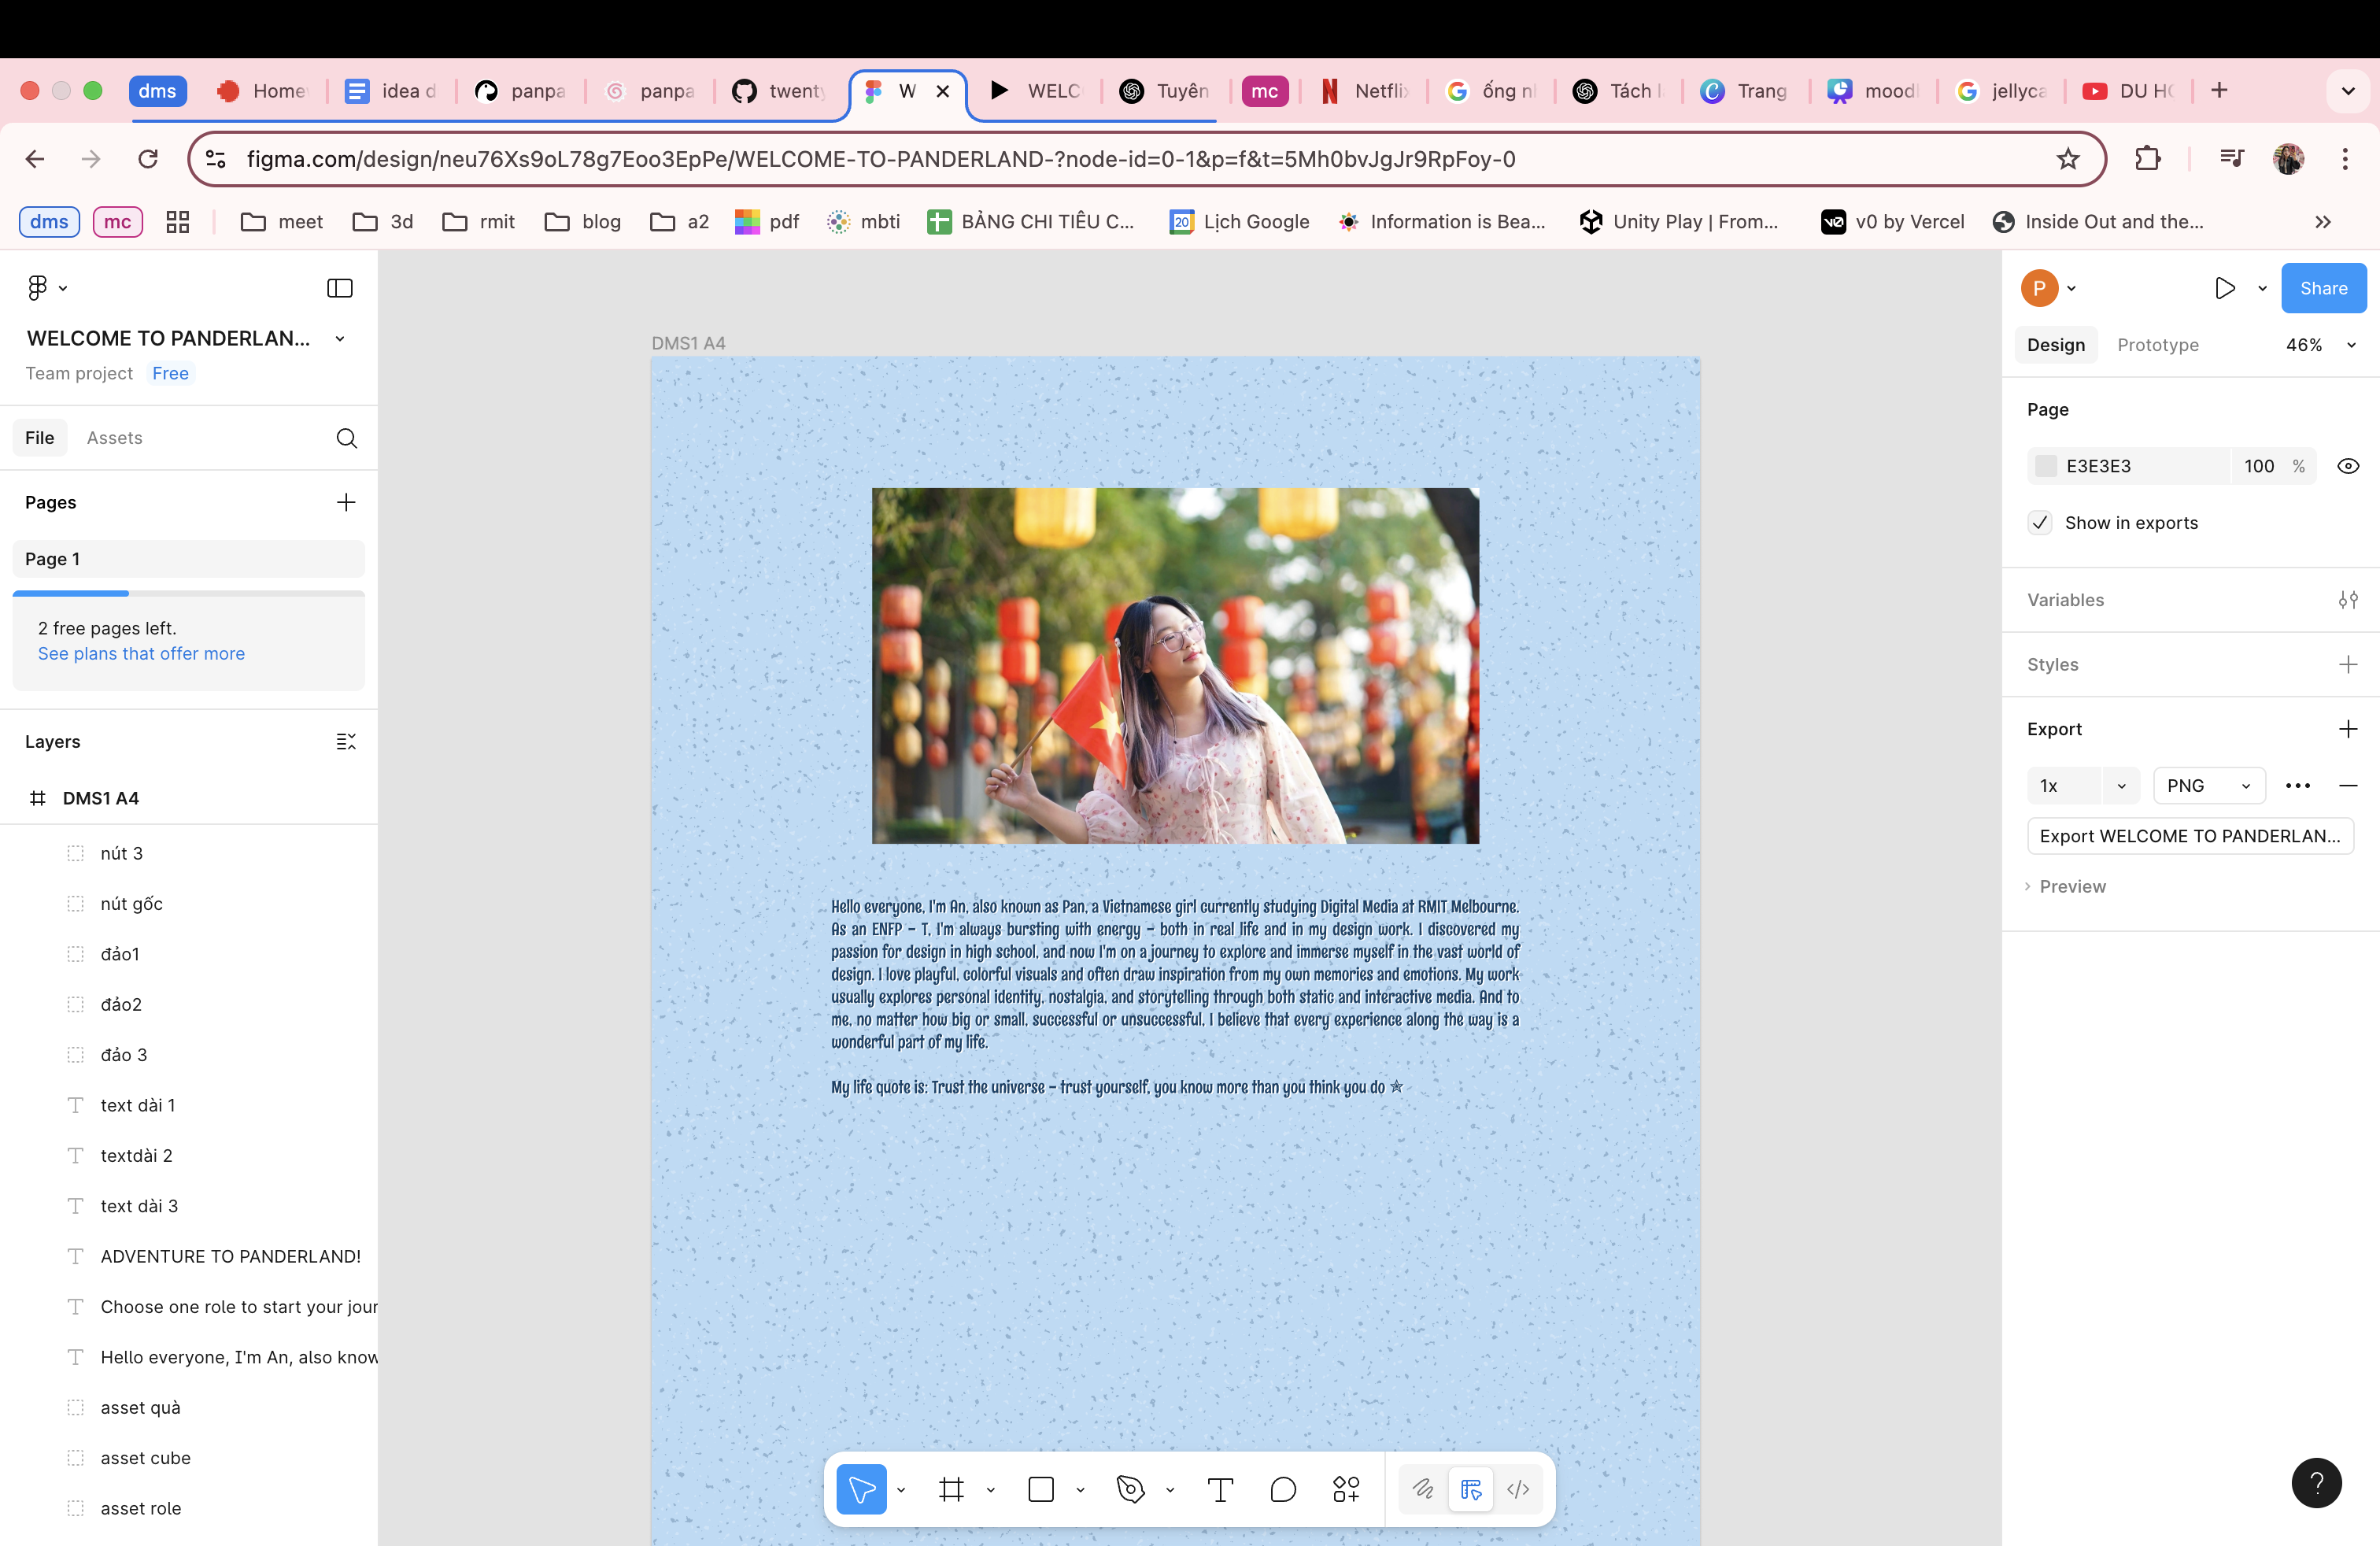 dms
Home
idea d
panpa
panpa
twenty
W
WELC
Tuyên
mc
Netflix
ống n
Tách l
Trang
moodl
jellyca
DU H
figma.com/design/neu76Xs9oL78g7Eoo3EpPe/WELCOME-TO-PANDERLAND-?node-id=0-1&p=f&t=5Mh0bvJgJr9RpFoy-0
dms
mc
meet
3d
rmit
blog
a2
pdf
mbti
BẢNG CHI TIÊU C...
20
Lịch Google
Information is Bea...
Unity Play | From...
v0
v0 by Vercel
Inside Out and the...
WELCOME TO PANDERLAN...
Team project
Free
File
Assets
Pages
Page 1
2 free pages left.
See plans that offer more
Layers
DMS1 A4
nút 3
nút gốc
đảo1
đảo2
đảo 3
text dài 1
textdài 2
text dài 3
ADVENTURE TO PANDERLAND!
Choose one role to start your jour
Hello everyone, I'm An, also know
asset quà
asset cube
asset role
DMS1 A4
Hello everyone, I'm An, also known as Pan, a Vietnamese girl currently studying Digital Media at RMIT Melbourne.
As an ENFP – T, I'm always bursting with energy – both in real life and in my design work. I discovered my
passion for design in high school, and now I'm on a journey to explore and immerse myself in the vast world of
design. I love playful, colorful visuals and often draw inspiration from my own memories and emotions. My work
usually explores personal identity, nostalgia, and storytelling through both static and interactive media. And to
me, no matter how big or small, successful or unsuccessful, I believe that every experience along the way is a
wonderful part of my life.
My life quote is: Trust the universe – trust yourself, you know more than you think you do ☆
P
Share
Design
Prototype
46%
Page
E3E3E3
100 %
Show in exports
Variables
Styles
Export
1x
PNG
Export WELCOME TO PANDERLAN...
Preview
?